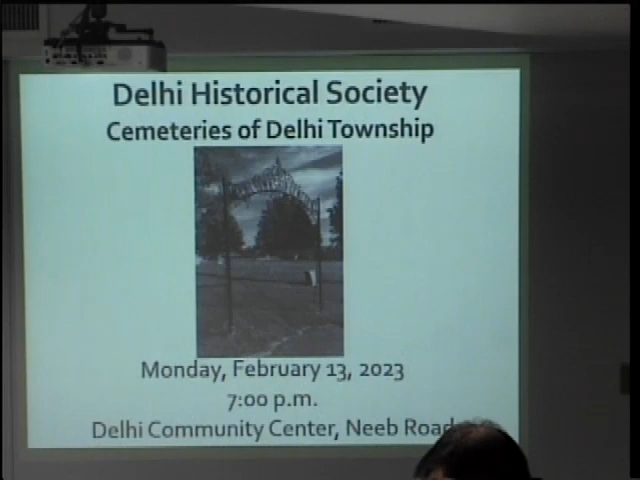 Delhi Historical Society
Cemeteries of Delhi Township
Monday, February 13, 2023
7:00 p.m.
Delhi Community Center, Neeb Road